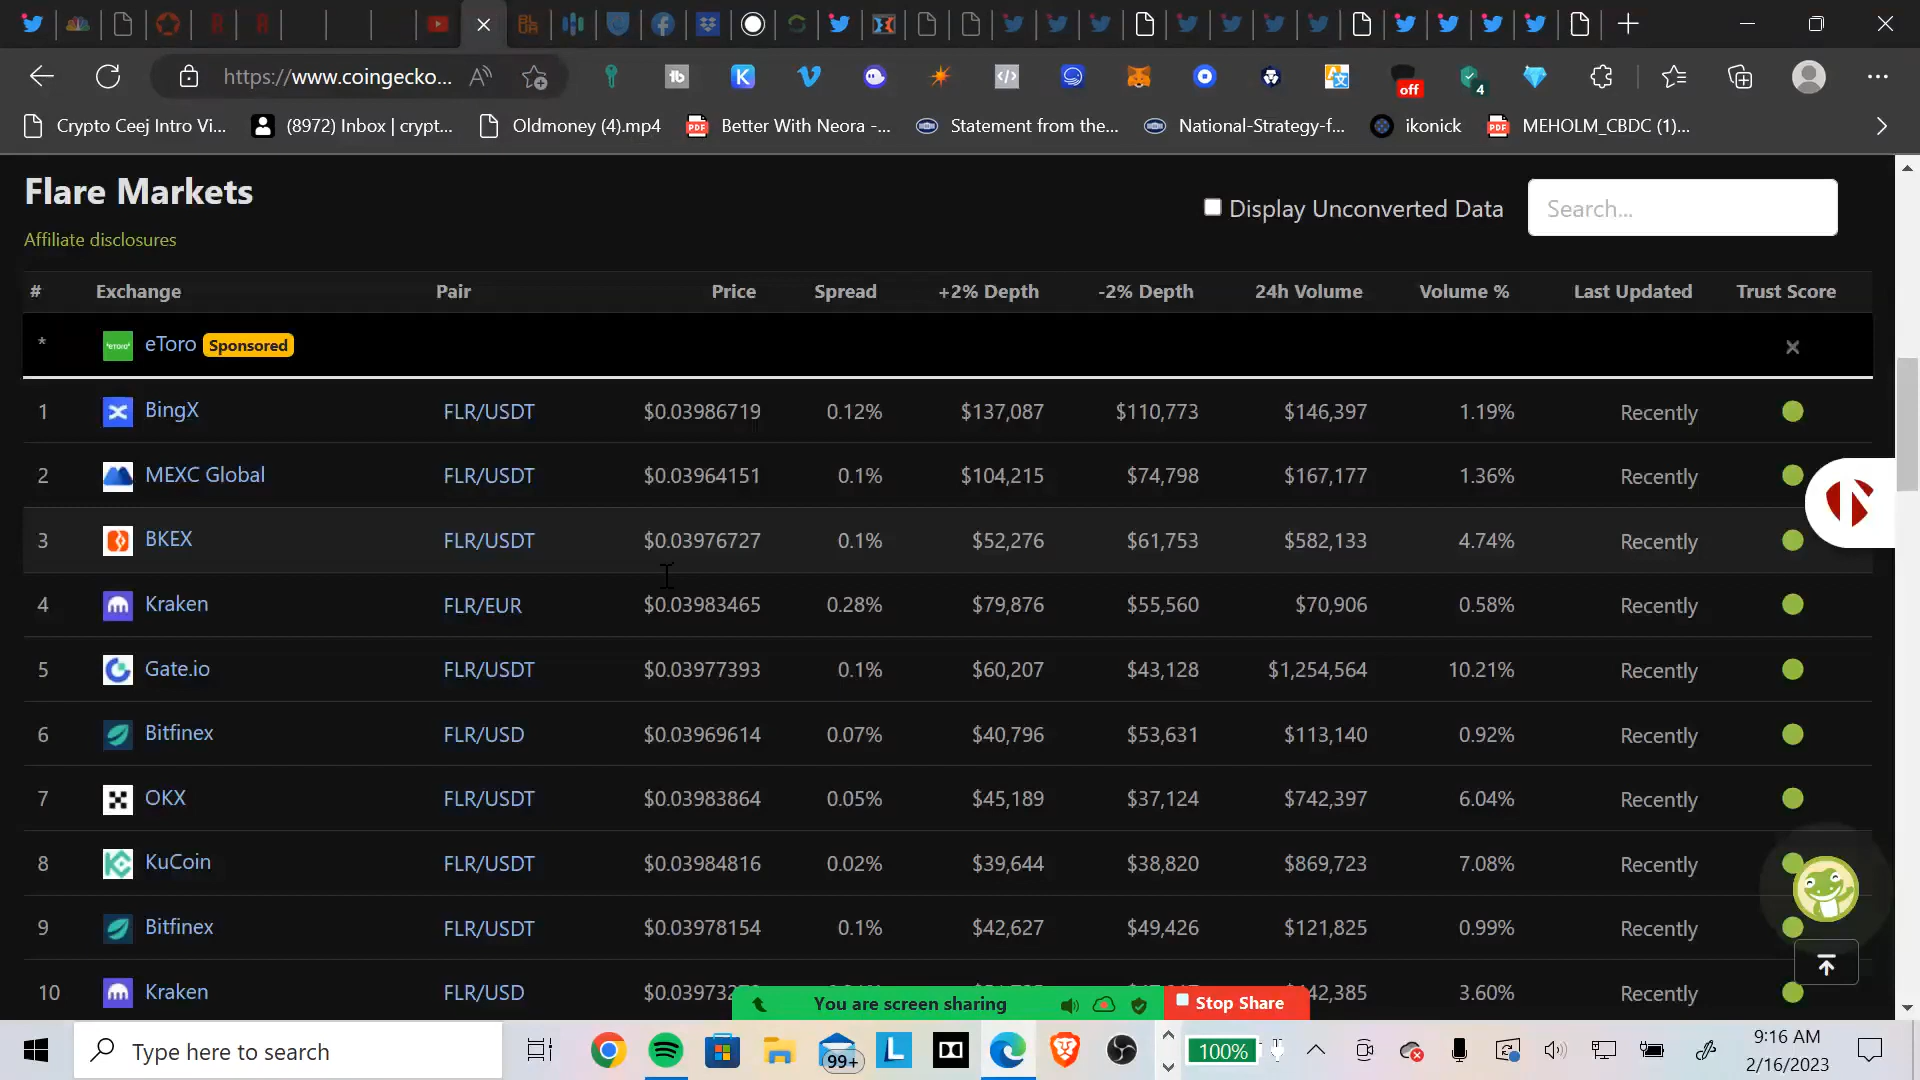 https://www.coingecko...
Crypto Ceej Intro Vi... (8972) Inbox | crypt... Oldmoney (4).mp4 Better With Neora -... Statement from the... National-Strategy-f... ikonick MEHOLM_CBDC (1)...
off 4
Flare Markets
Display Unconverted Data
Search...
Affiliate disclosures
# Exchange Pair Price Spread +2% Depth -2% Depth 24h Volume Volume % Last Updated Trust Score
* eToro Sponsored
1 BingX FLR/USDT $0.03986719 0.12% $137,087 $110,773 $146,397 1.19% Recently
2 MEXC Global FLR/USDT $0.03964151 0.1% $104,215 $74,798 $167,177 1.36% Recently
3 BKEX FLR/USDT $0.03976727 0.1% $52,276 $61,753 $582,133 4.74% Recently
4 Kraken FLR/EUR $0.03983465 0.28% $79,876 $55,560 $70,906 0.58% Recently
5 Gate.io FLR/USDT $0.03977393 0.1% $60,207 $43,128 $1,254,564 10.21% Recently
6 Bitfinex FLR/USD $0.03969614 0.07% $40,796 $53,631 $113,140 0.92% Recently
7 OKX FLR/USDT $0.03983864 0.05% $45,189 $37,124 $742,397 6.04% Recently
8 KuCoin FLR/USDT $0.03984816 0.02% $39,644 $38,820 $869,723 7.08% Recently
9 Bitfinex FLR/USDT $0.03978154 0.1% $42,627 $49,426 $121,825 0.99% Recently
10 Kraken FLR/USD 3.60% Recently
You are screen sharing Stop Share
Type here to search
99+
100%
9:16 AM
2/16/2023